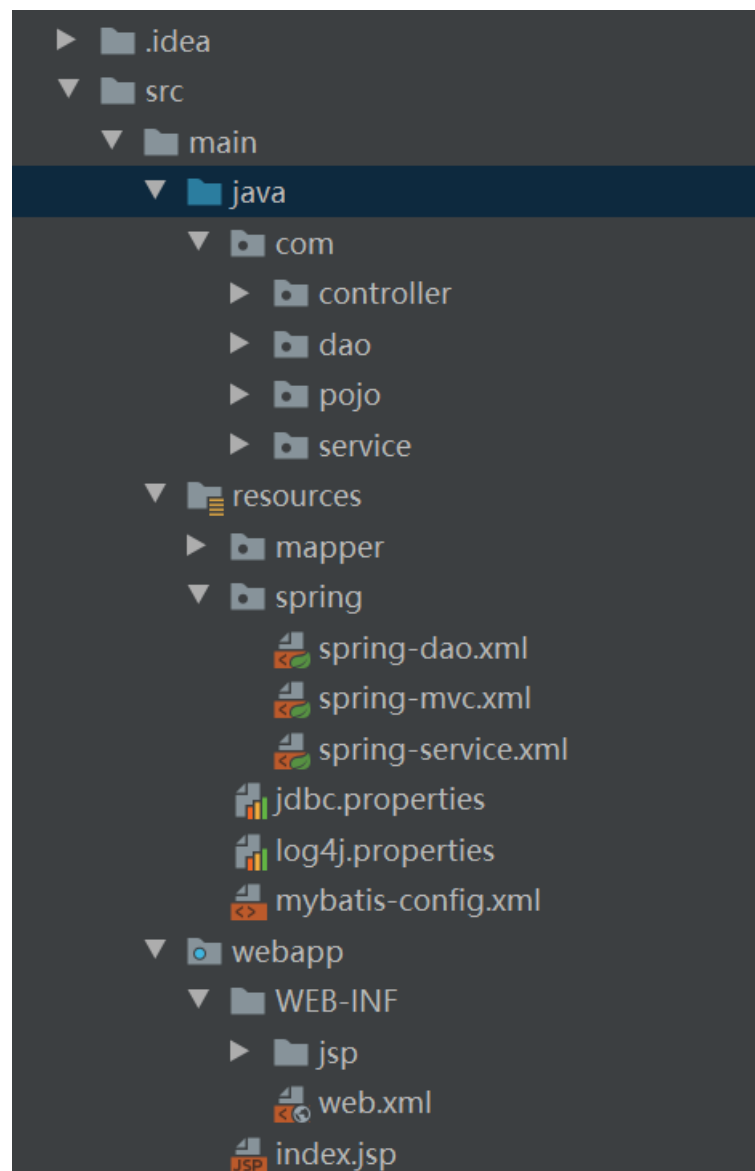 .idea
src
main
java
com
controller
dao
pojo
service
resources
mapper
spring
spring-dao.xml
spring-mvc.xml
spring-service.xml
jdbc.properties
log4j.properties
mybatis-config.xml
webapp
WEB-INF
jsp
web.xml
JSP index.jsp